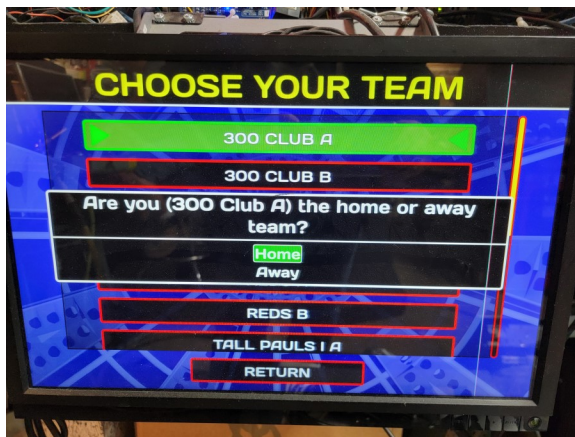 CHOOSE YOUR TEAM
300 CLUB A
300 CLUB B
Are you (300 Club A) the home or away
team?
Home
Away
REDS B
TALL PAULS I A
RETURN